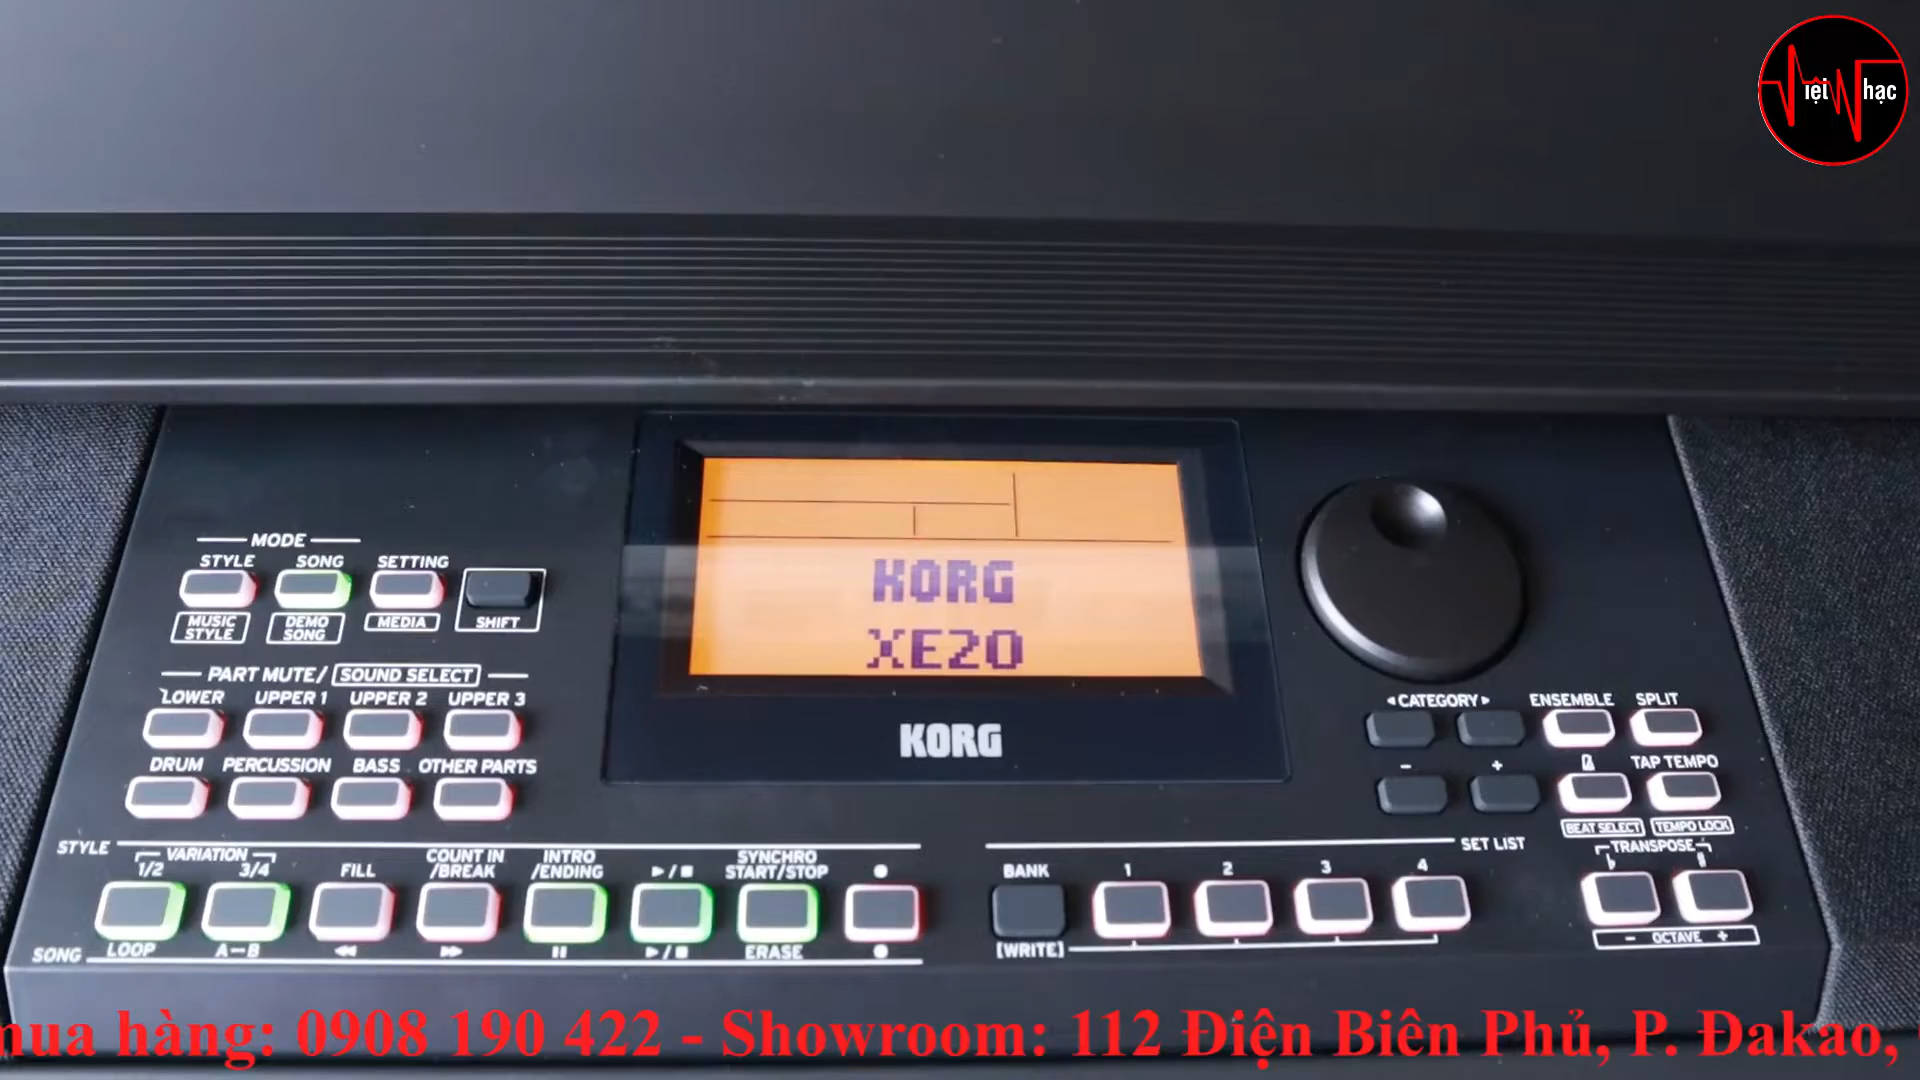 Việt Nhạc
KORG
XE20
KORG
MODE
STYLE SONG SETTING
MUSIC STYLE DEMO SONG MEDIA SHIFT
PART MUTE/ SOUND SELECT
LOWER UPPER 1 UPPER 2 UPPER 3
DRUM PERCUSSION BASS OTHER PARTS
STYLE VARIATION
1/2 3/4 FILL COUNT IN /BREAK INTRO /ENDING ▶/■ SYNCHRO START/STOP ●
SONG LOOP A–B ◀◀ ▶▶ ▮▮ ▶/■ ERASE ●
◀ CATEGORY ▶ ENSEMBLE SPLIT
- + TAP TEMPO
BEAT SELECT TEMPO LOCK
SET LIST
BANK 1 2 3 4
[WRITE]
TRANSPOSE
♭ ♯
- OCTAVE +
mua hàng: 0908 190 422 - Showroom: 112 Điện Biên Phủ, P. Đakao,